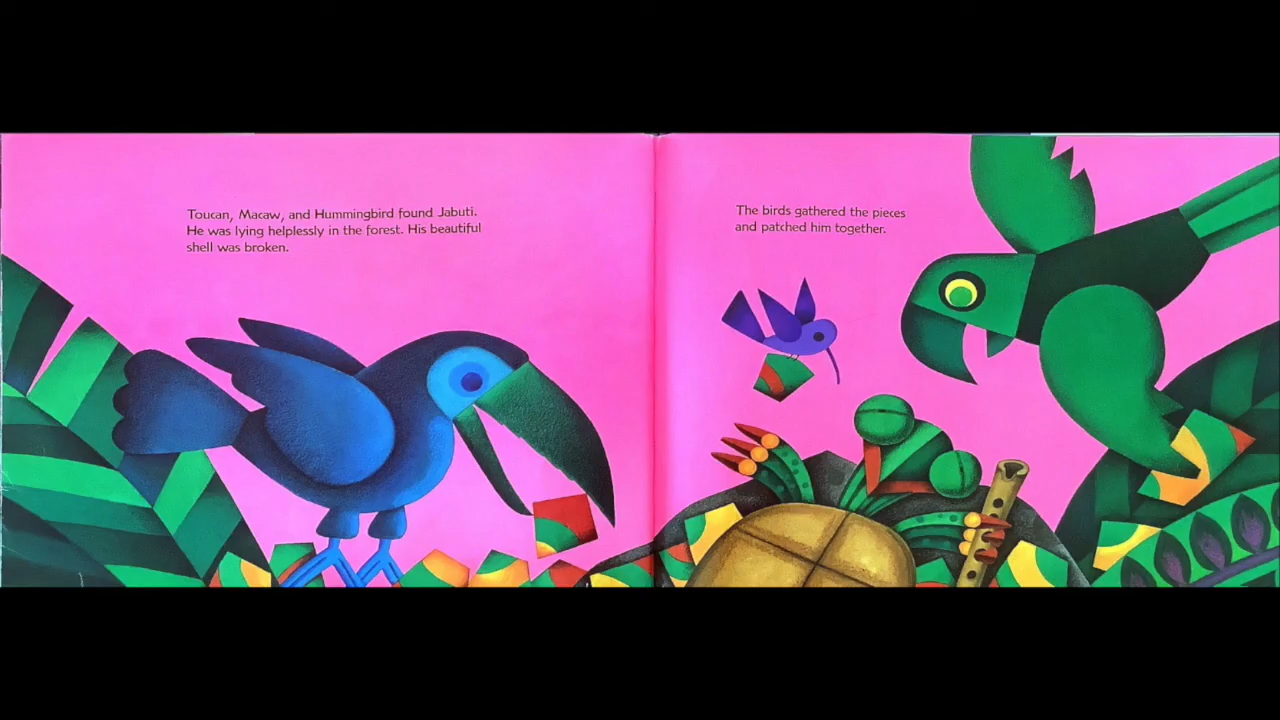 Toucan, Macaw, and Hummingbird found Jabuti.
He was lying helplessly in the forest. His beautiful
shell was broken.
The birds gathered the pieces
and patched him together.